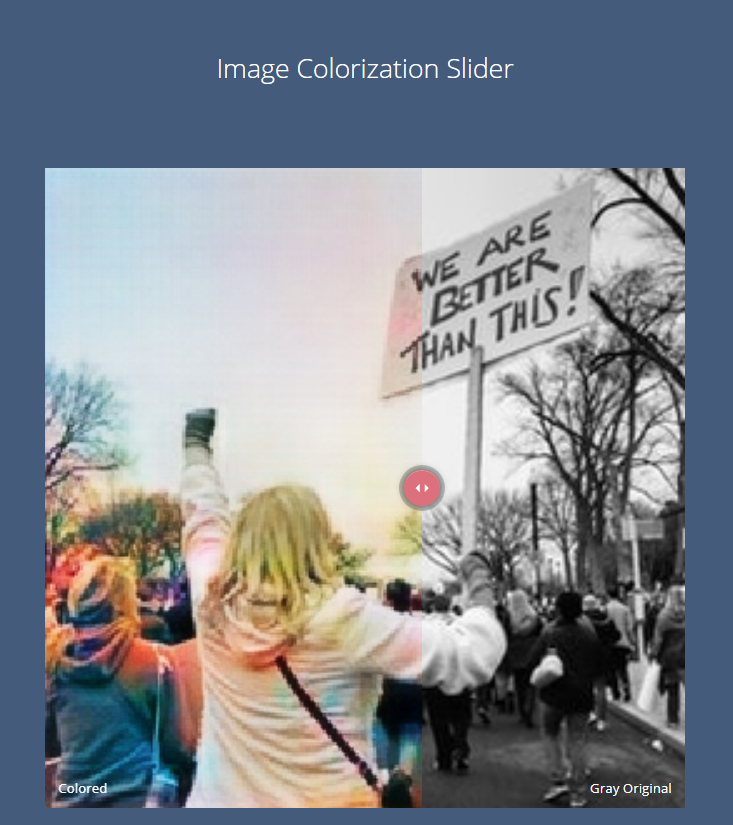 Image Colorization Slider
WE ARE
BETTER
THAN THIS!
Colored
Gray Original